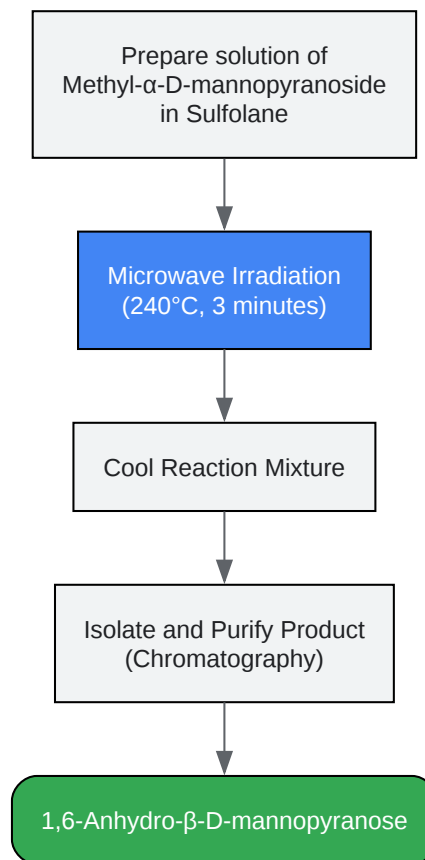 Prepare solution of
Methyl-α-D-mannopyranoside
in Sulfolane
Microwave Irradiation
(240°C, 3 minutes)
Cool Reaction Mixture
Isolate and Purify Product
(Chromatography)
1,6-Anhydro-β-D-mannopyranose